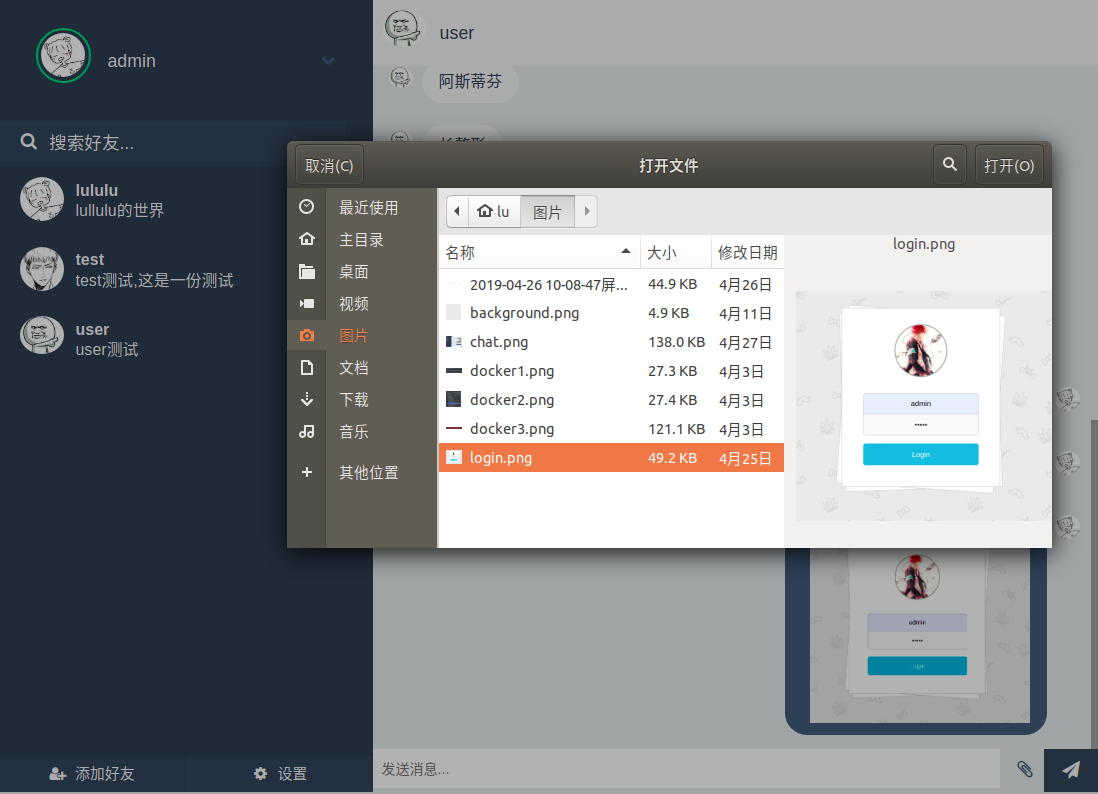 admin
搜索好友...
lululu
lullulu的世界
test
test测试,这是一份测试
user
user测试
添加好友
设置
user
阿斯蒂芬
取消(C)
打开文件
打开(O)
最近使用
主目录
桌面
视频
图片
文档
下载
音乐
其他位置
lu
图片
名称 大小 修改日期
2019-04-26 10-08-47屏... 44.9 KB 4月26日
background.png 4.9 KB 4月11日
chat.png 138.0 KB 4月27日
docker1.png 27.3 KB 4月3日
docker2.png 27.4 KB 4月3日
docker3.png 121.1 KB 4月3日
login.png 49.2 KB 4月25日
login.png
admin
Login
admin
发送消息...